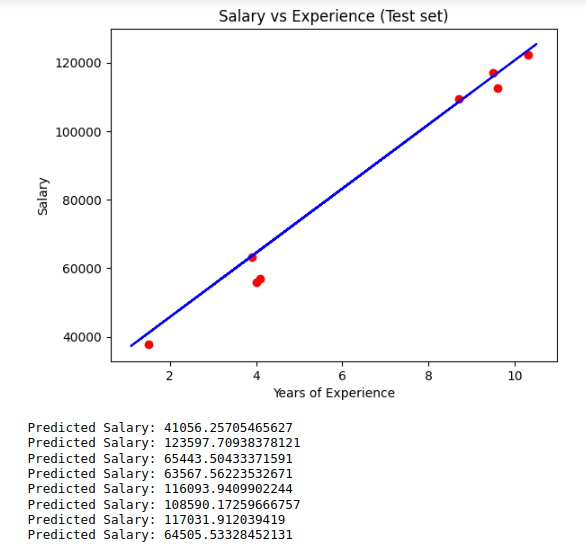 Salary vs Experience (Test set)
120000
100000
80000
60000
40000
Salary
2 4 6 8 10
Years of Experience
Predicted Salary: 41056.25705465627
Predicted Salary: 123597.70938378121
Predicted Salary: 65443.50433371591
Predicted Salary: 63567.56223532671
Predicted Salary: 116093.9409902244
Predicted Salary: 108590.17259666757
Predicted Salary: 117031.912039419
Predicted Salary: 64505.53328452131